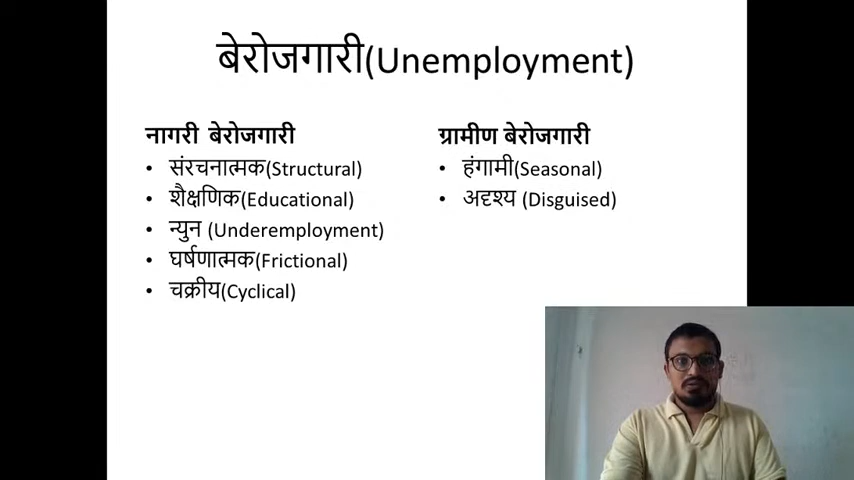 बेरोजगारी(Unemployment)
नागरी बेरोजगारी
• संरचनात्मक(Structural)
• शैक्षणिक(Educational)
• न्युन (Underemployment)
• घर्षणात्मक(Frictional)
• चक्रीय(Cyclical)
ग्रामीण बेरोजगारी
• हंगामी(Seasonal)
• अदृश्य (Disguised)